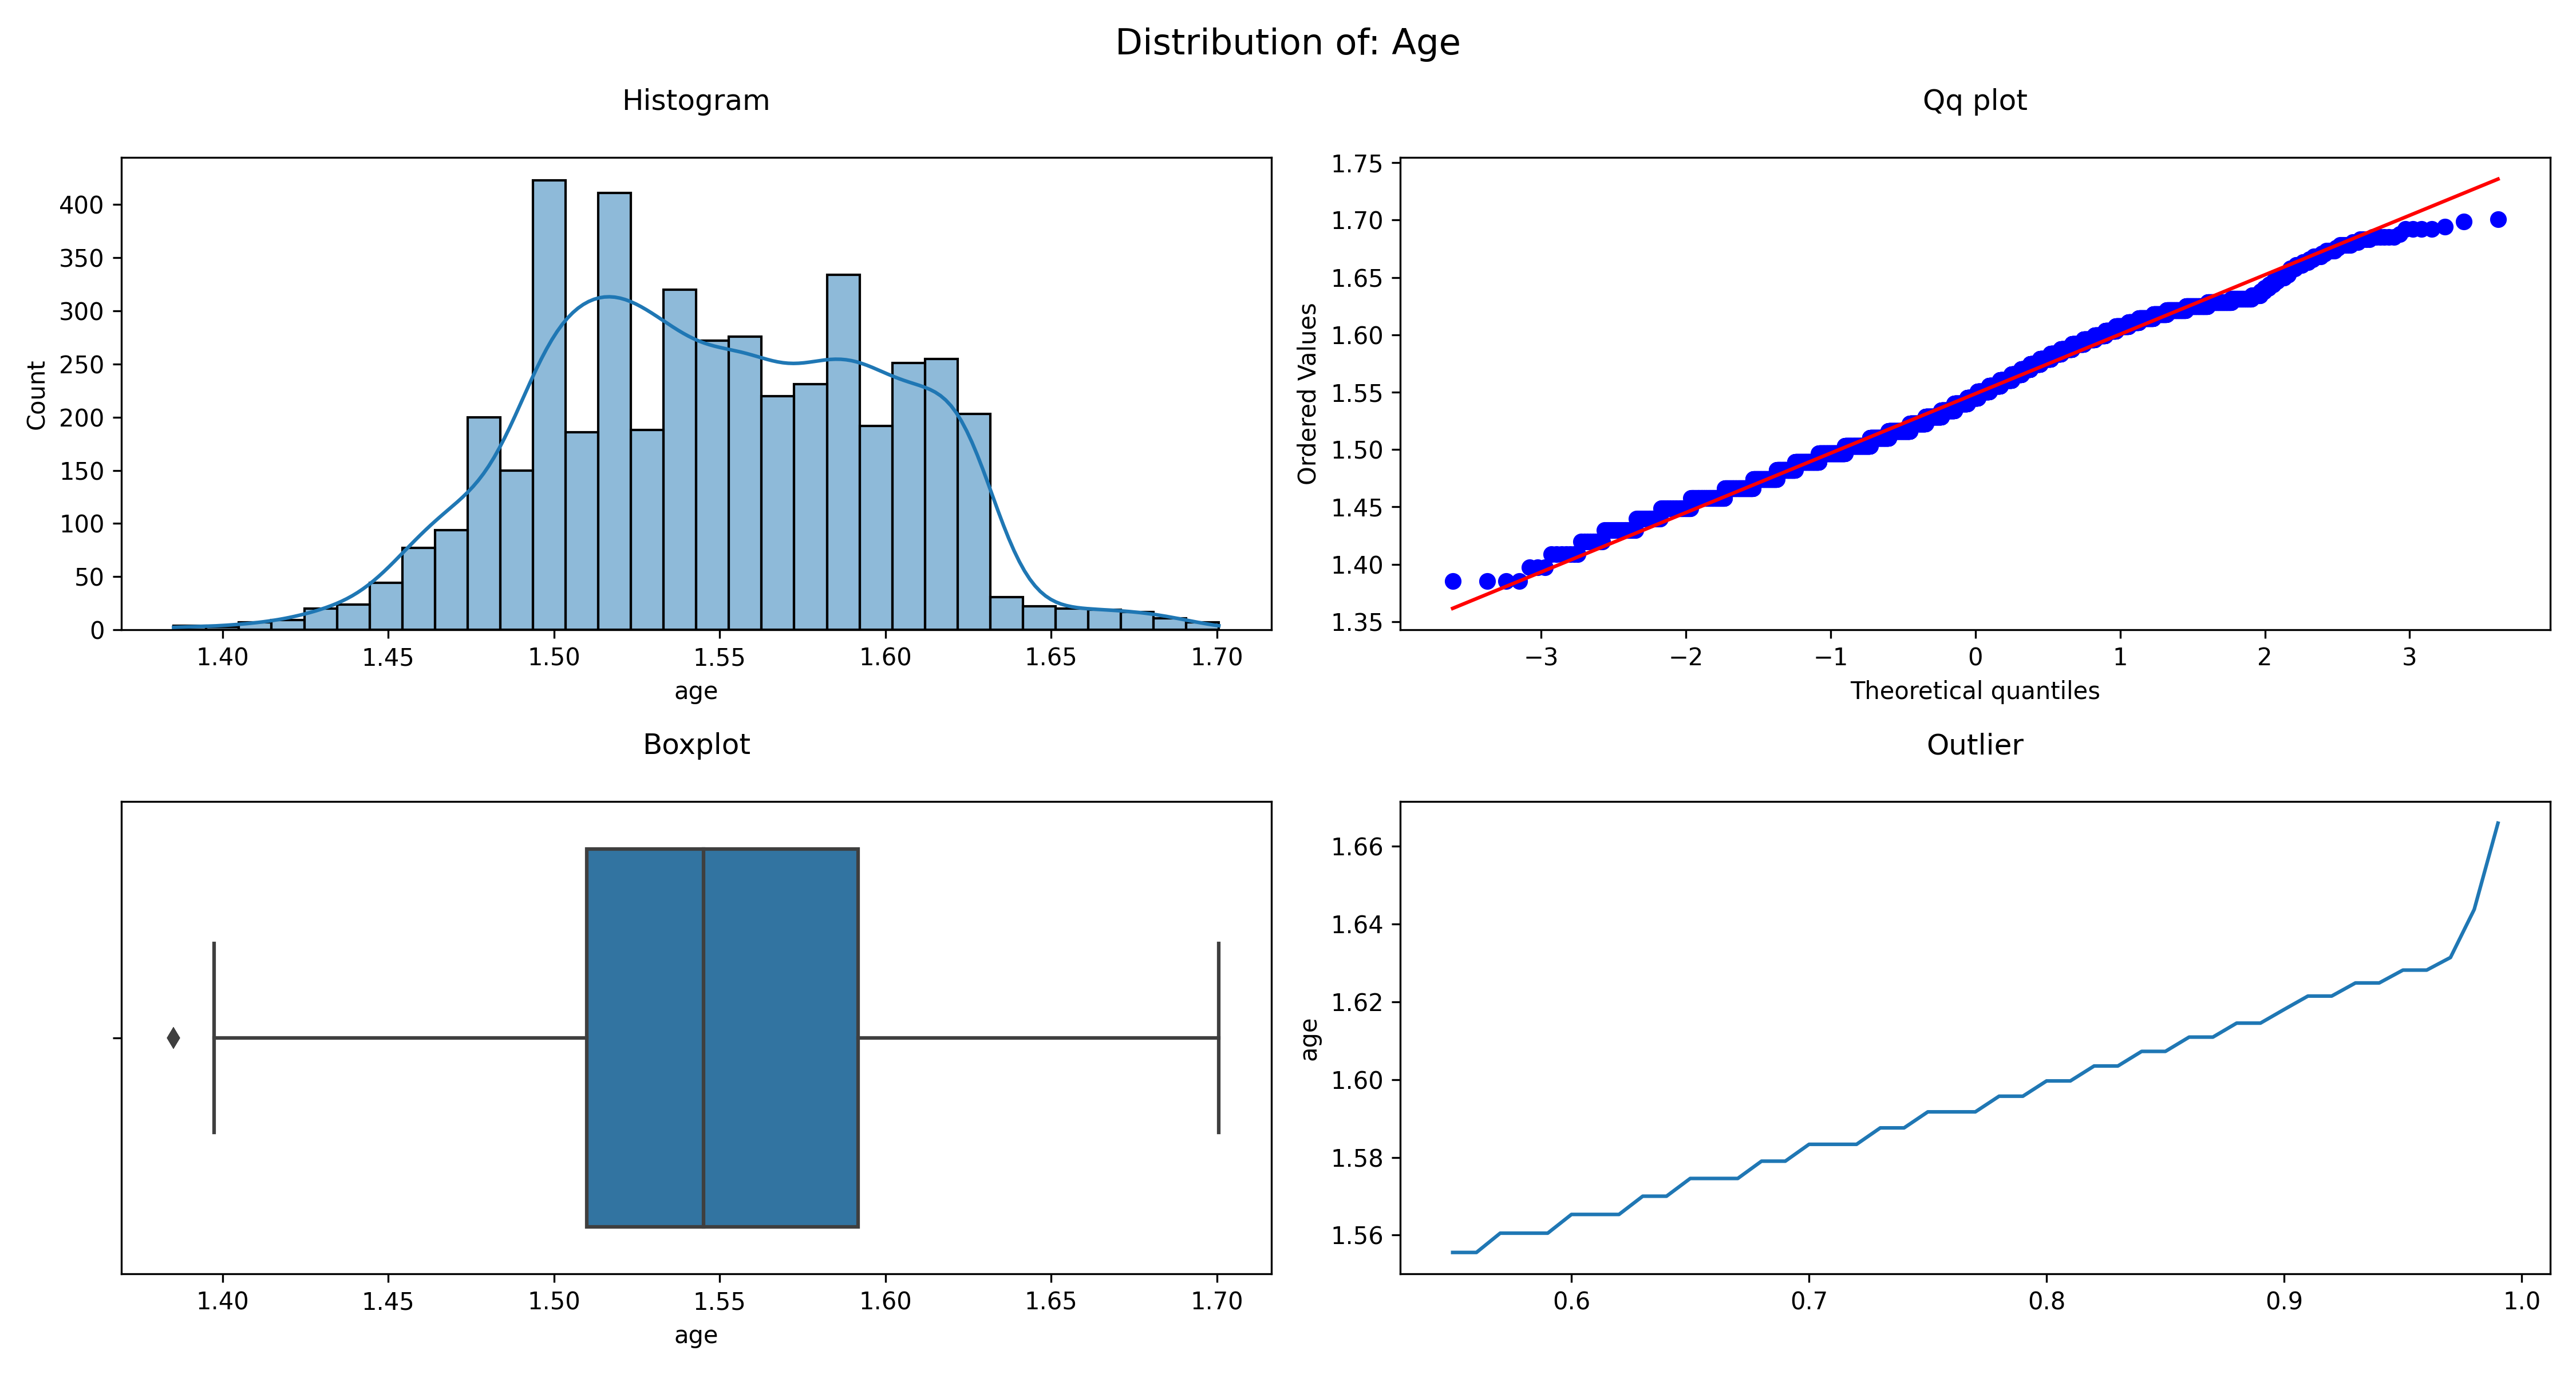 Distribution of: Age
Histogram
Count
400
350
300
250
200
150
100
50
0
1.40 1.45 1.50 1.55 1.60 1.65 1.70
age
Qq plot
Ordered Values
1.75
1.70
1.65
1.60
1.55
1.50
1.45
1.40
1.35
−3 −2 −1 0 1 2 3
Theoretical quantiles
Boxplot
1.40 1.45 1.50 1.55 1.60 1.65 1.70
age
Outlier
age
1.66
1.64
1.62
1.60
1.58
1.56
0.6 0.7 0.8 0.9 1.0